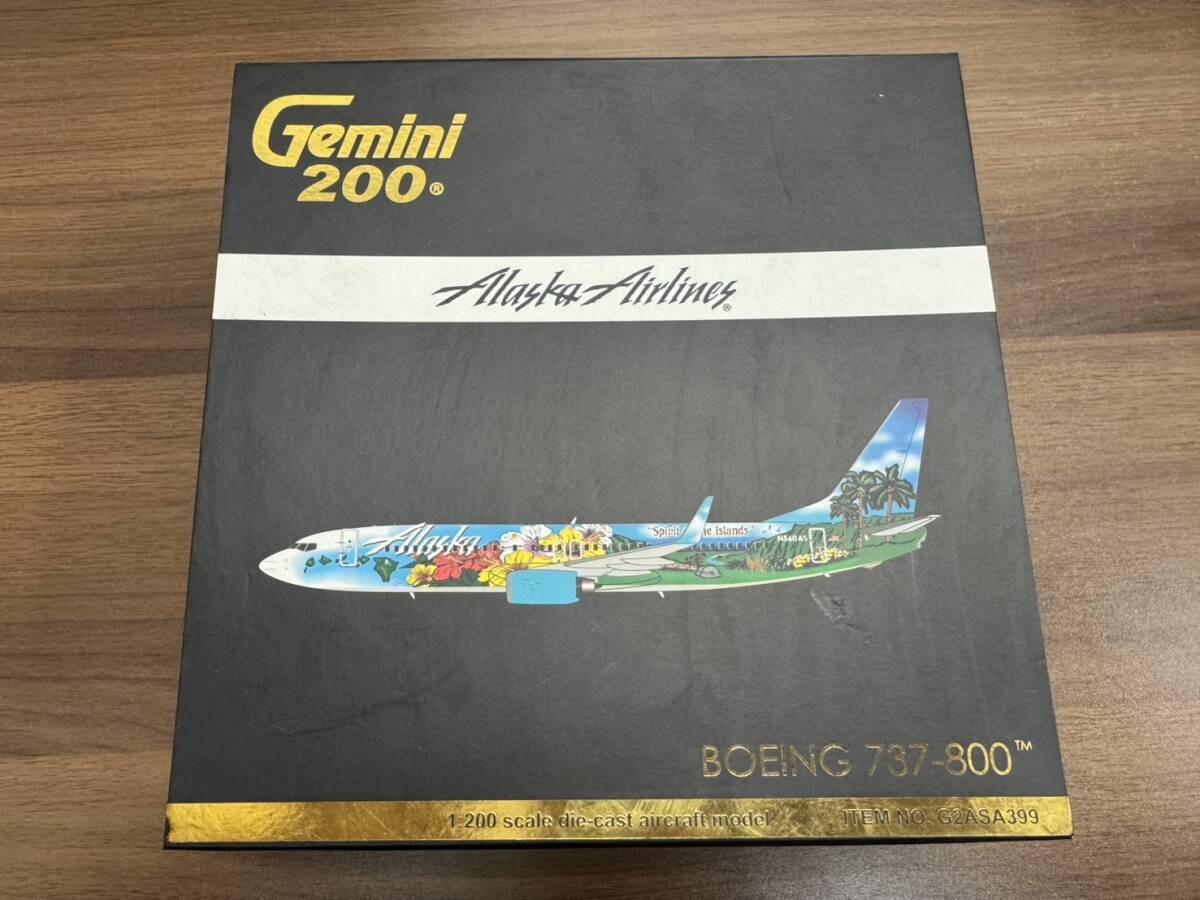 Gemini
200®
Alaska Airlines®
Alaska
"Spirit of the Islands"
N560AS
BOEING 737-800™
1-200 scale die-cast aircraft model
ITEM NO. G2ASA399